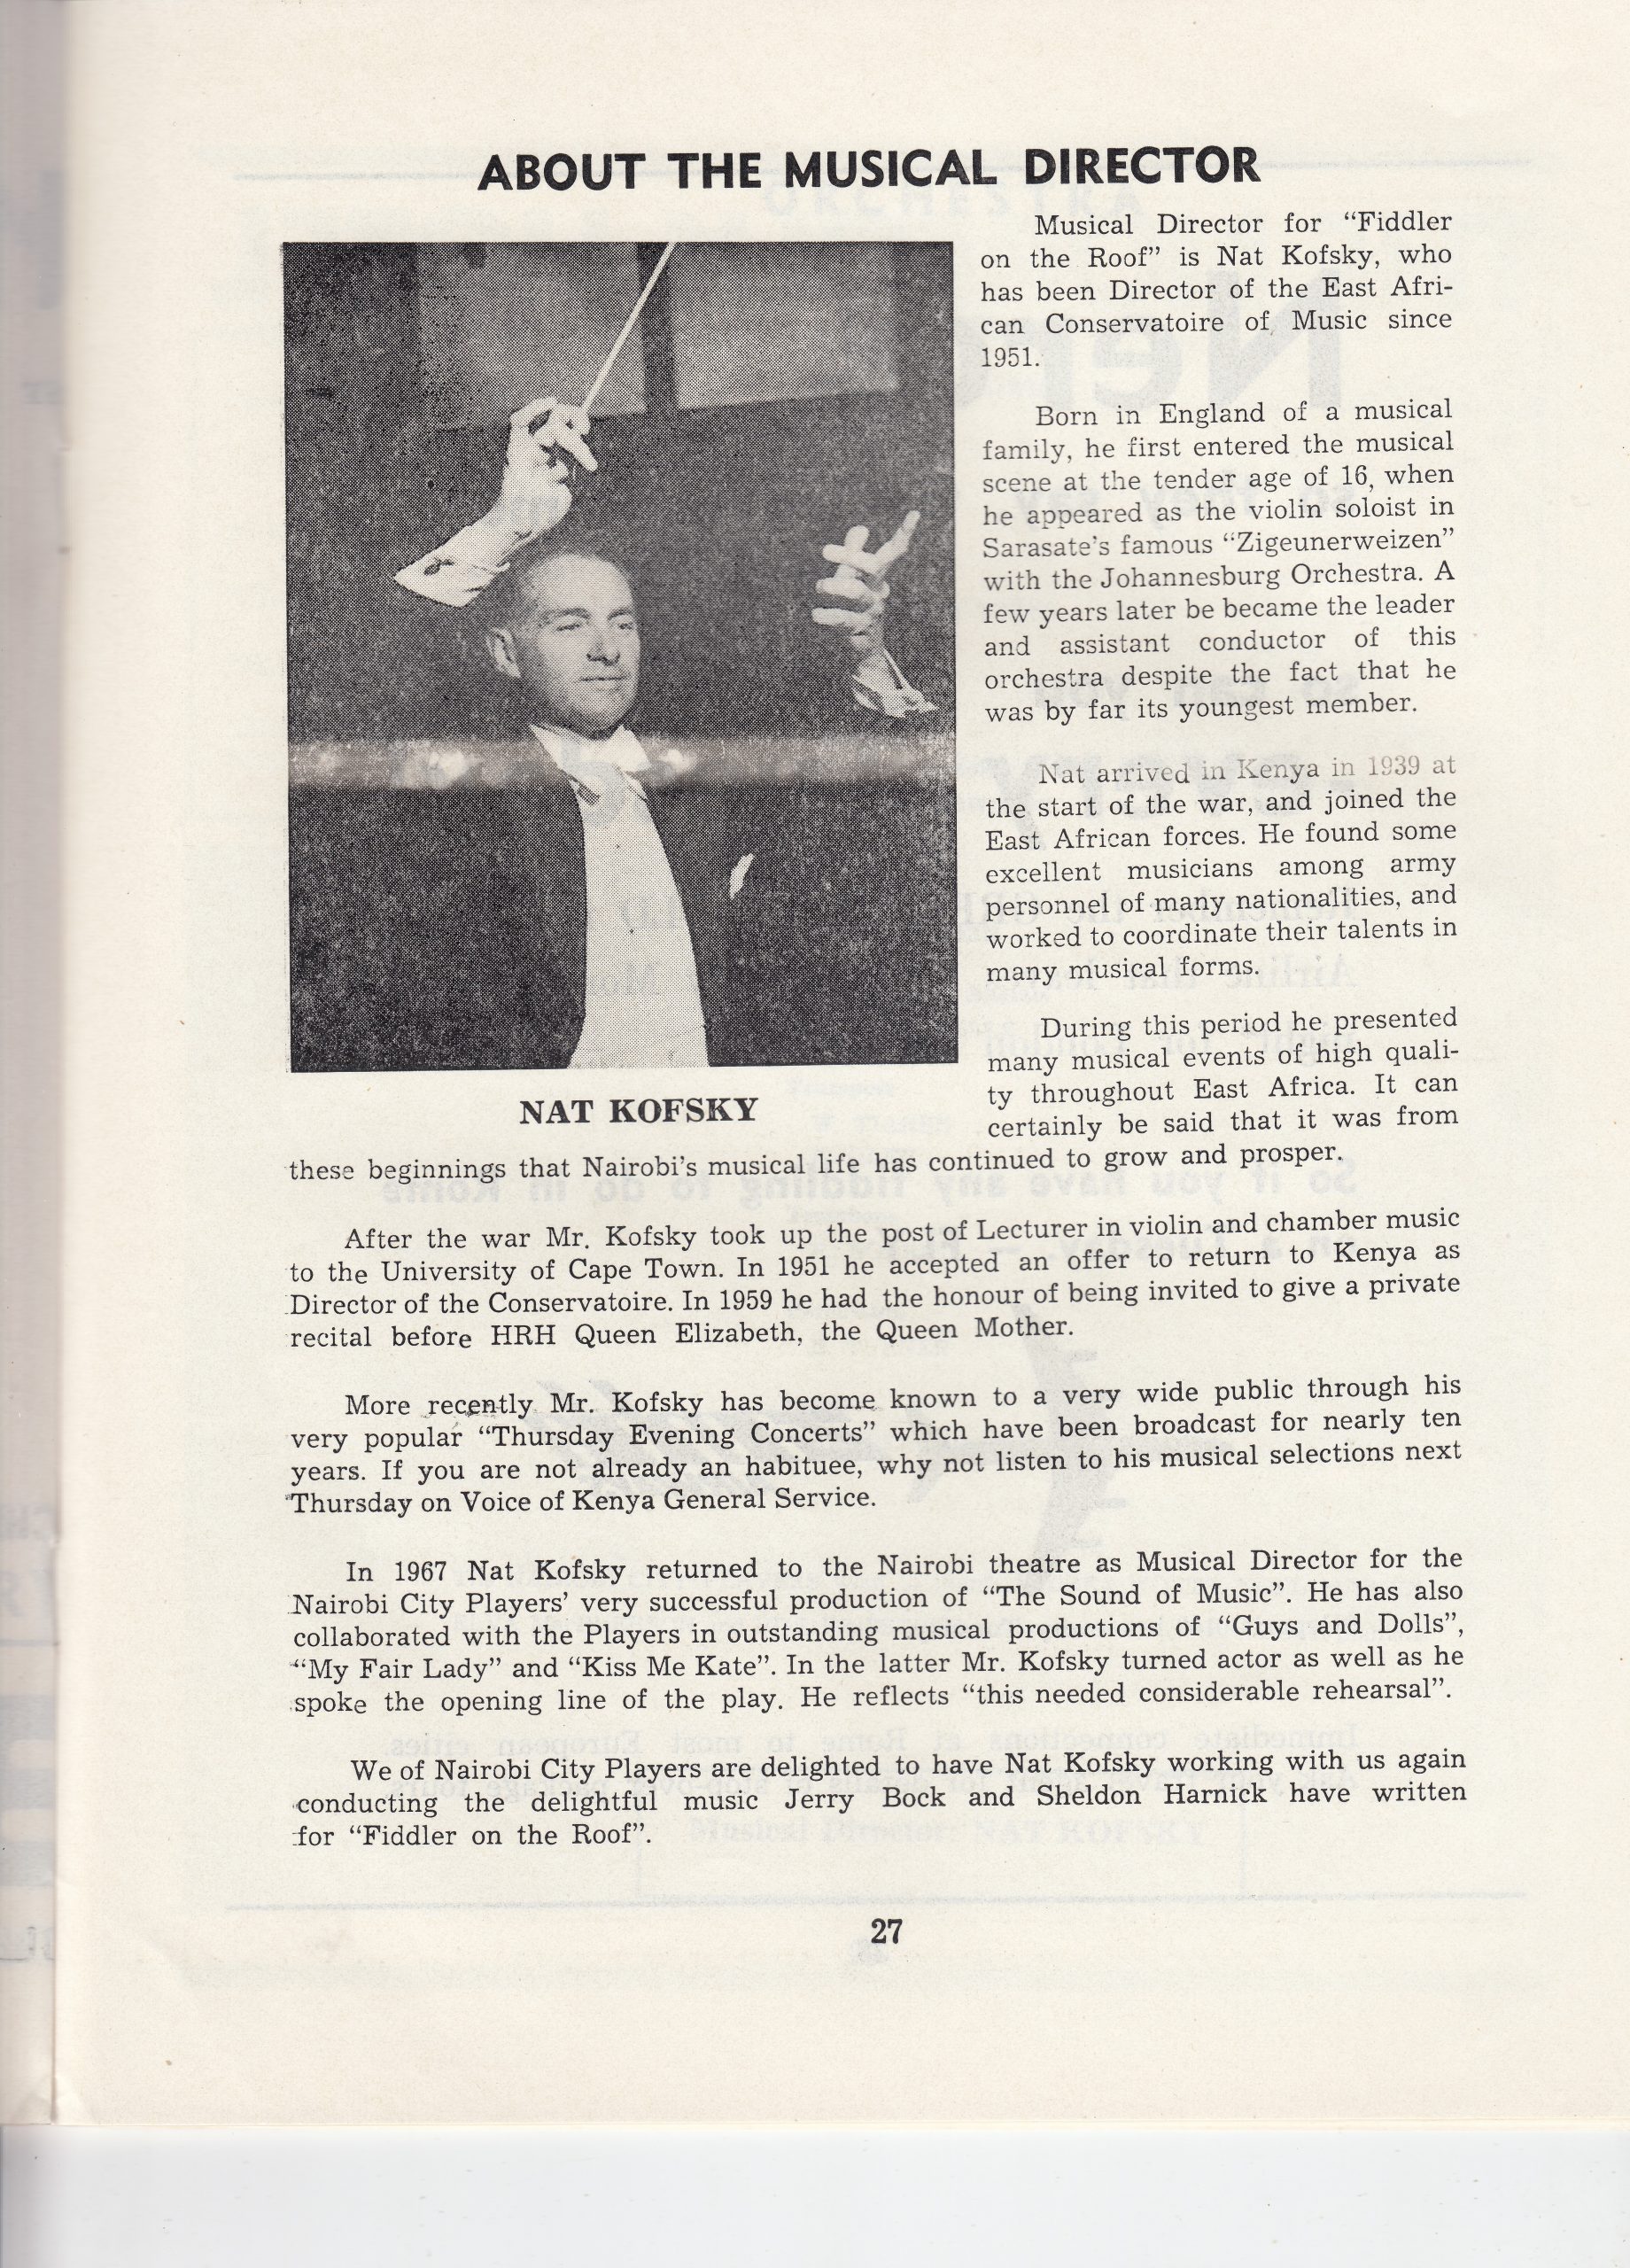 ABOUT THE MUSICAL DIRECTOR
Musical Director for “Fiddler
on the Roof” is Nat Kofsky, who
has been Director of the East Afri-
can Conservatoire of Music since
1951.
Born in England of a musical
family, he first entered the musical
scene at the tender age of 16, when
he appeared as the violin soloist in
Sarasate’s famous “Zigeunerweizen”
with the Johannesburg Orchestra. A
few years later be became the leader
and assistant conductor of this
orchestra despite the fact that he
was by far its youngest member.
Nat arrived in Kenya in 1939 at
the start of the war, and joined the
East African forces. He found some
excellent musicians among army
personnel of many nationalities, and
worked to coordinate their talents in
many musical forms.
During this period he presented
many musical events of high quali-
ty throughout East Africa. It can
certainly be said that it was from
NAT KOFSKY
these beginnings that Nairobi’s musical life has continued to grow and prosper.
After the war Mr. Kofsky took up the post of Lecturer in violin and chamber music
to the University of Cape Town. In 1951 he accepted an offer to return to Kenya as
Director of the Conservatoire. In 1959 he had the honour of being invited to give a private
recital before HRH Queen Elizabeth, the Queen Mother.
More recently Mr. Kofsky has become known to a very wide public through his
very popular “Thursday Evening Concerts” which have been broadcast for nearly ten
years. If you are not already an habituee, why not listen to his musical selections next
Thursday on Voice of Kenya General Service.
In 1967 Nat Kofsky returned to the Nairobi theatre as Musical Director for the
Nairobi City Players’ very successful production of “The Sound of Music”. He has also
collaborated with the Players in outstanding musical productions of “Guys and Dolls”,
“My Fair Lady” and “Kiss Me Kate”. In the latter Mr. Kofsky turned actor as well as he
spoke the opening line of the play. He reflects “this needed considerable rehearsal”.
We of Nairobi City Players are delighted to have Nat Kofsky working with us again
conducting the delightful music Jerry Bock and Sheldon Harnick have written
for “Fiddler on the Roof”.
27